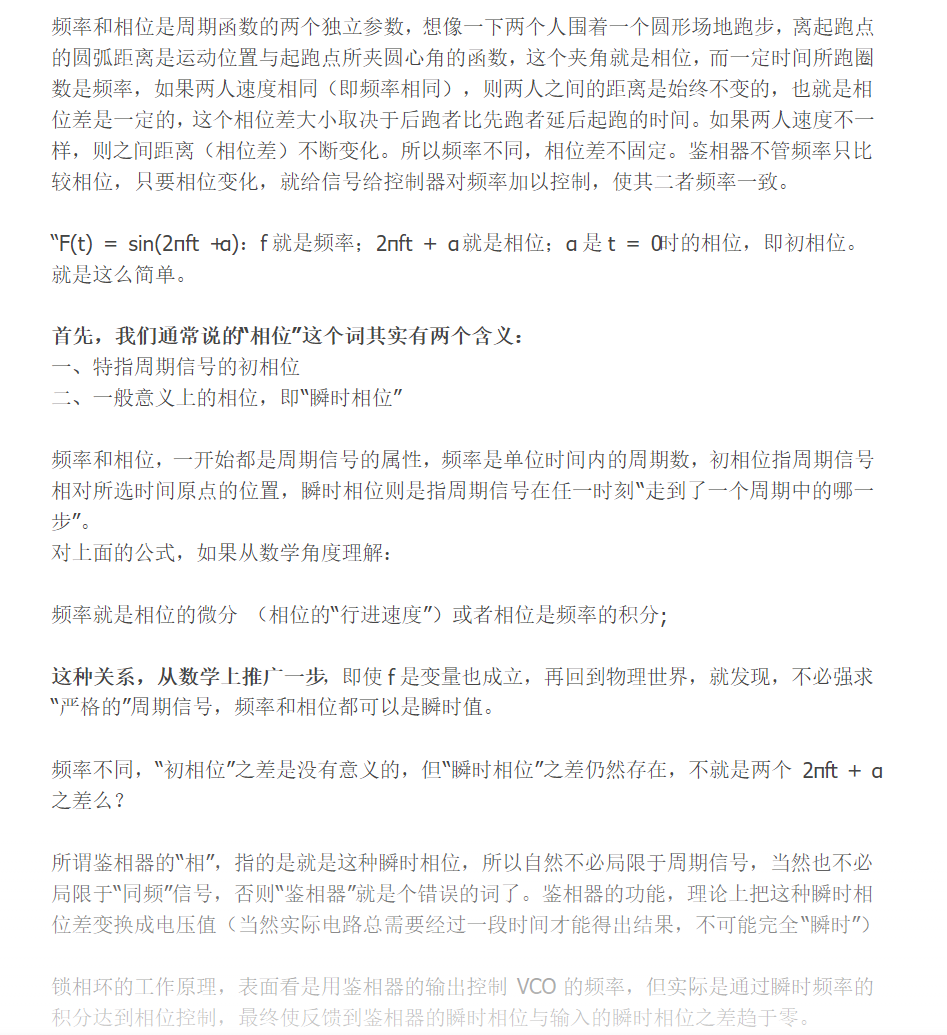 频率和相位是周期函数的两个独立参数，想像一下两个人围着一个圆形场地跑步，离起跑点
的圆弧距离是运动位置与起跑点所夹圆心角的函数，这个夹角就是相位，而一定时间所跑圈
数是频率，如果两人速度相同（即频率相同），则两人之间的距离是始终不变的，也就是相
位差是一定的，这个相位差大小取决于后跑者比先跑者延后起跑的时间。如果两人速度不一
样，则之间距离（相位差）不断变化。所以频率不同，相位差不固定。鉴相器不管频率只比
较相位，只要相位变化，就给信号给控制器对频率加以控制，使其二者频率一致。
“F(t) = sin(2πft +a)：f 就是频率；2πft + a就是相位；a 是 t = 0时的相位，即初相位。
就是这么简单。
首先，我们通常说的“相位”这个词其实有两个含义：
一、特指周期信号的初相位
二、一般意义上的相位，即“瞬时相位”
频率和相位，一开始都是周期信号的属性，频率是单位时间内的周期数，初相位指周期信号
相对所选时间原点的位置，瞬时相位则是指周期信号在任一时刻“走到了一个周期中的哪一
步”。
对上面的公式，如果从数学角度理解：
频率就是相位的微分 （相位的“行进速度”）或者相位是频率的积分;
这种关系，从数学上推广一步，即使 f 是变量也成立，再回到物理世界，就发现，不必强求
“严格的”周期信号，频率和相位都可以是瞬时值。
频率不同，“初相位”之差是没有意义的，但“瞬时相位”之差仍然存在，不就是两个 2πft + a
之差么？
所谓鉴相器的“相”，指的是就是这种瞬时相位，所以自然不必局限于周期信号，当然也不必
局限于“同频”信号，否则“鉴相器”就是个错误的词了。鉴相器的功能，理论上把这种瞬时相
位差变换成电压值（当然实际电路总需要经过一段时间才能得出结果，不可能完全“瞬时”）
锁相环的工作原理，表面看是用鉴相器的输出控制 VCO 的频率，但实际是通过瞬时频率的
积分达到相位控制，最终使反馈到鉴相器的瞬时相位与输入的瞬时相位之差趋于零。